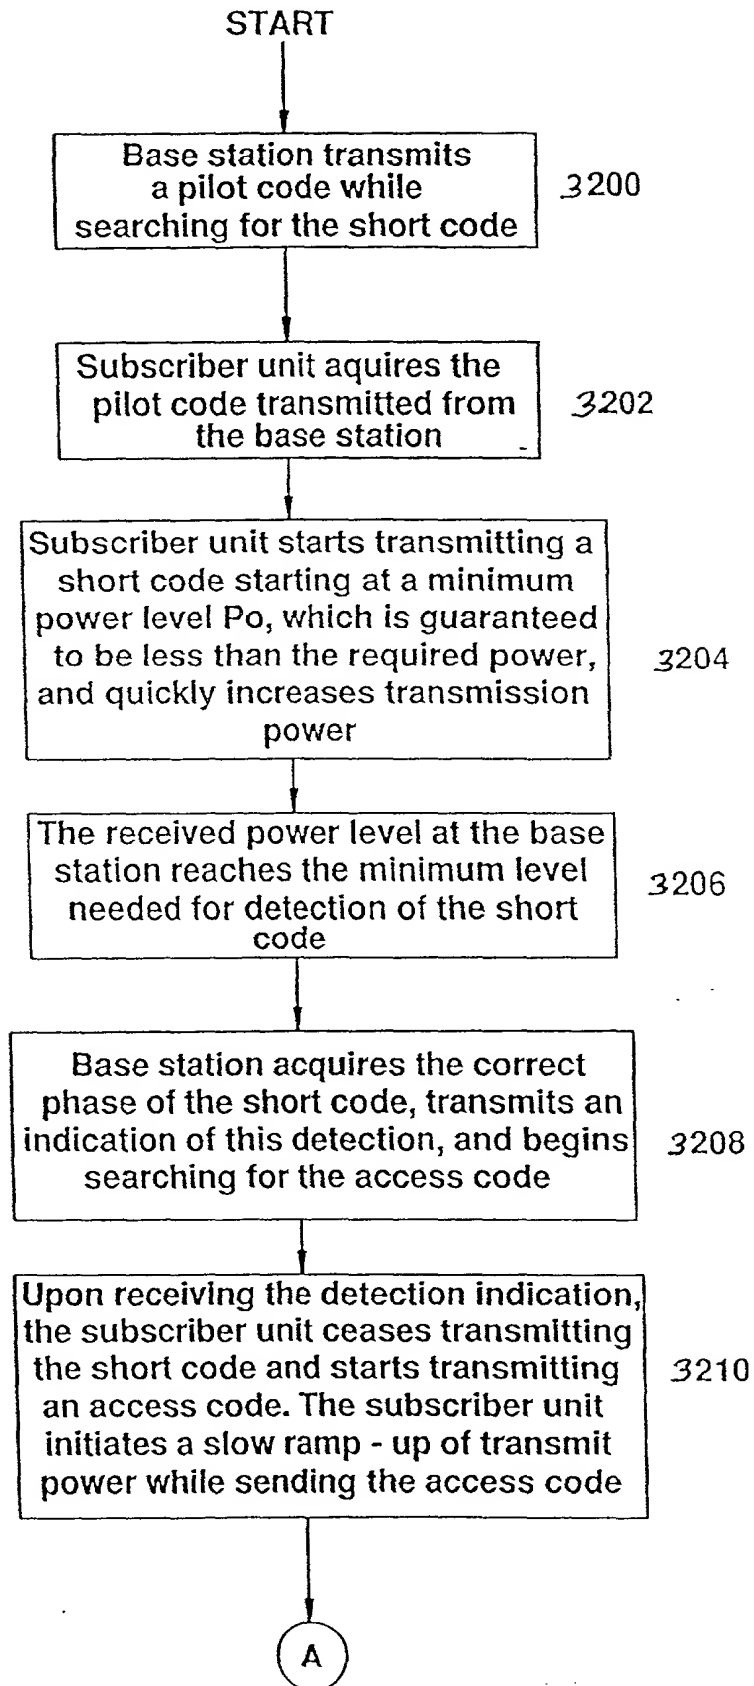 START
Base station transmits
a pilot code while
searching for the short code
3200
Subscriber unit aquires the
pilot code transmitted from
the base station
3202
Subscriber unit starts transmitting a
short code starting at a minimum
power level Po, which is guaranteed
to be less than the required power,
and quickly increases transmission
power
3204
The received power level at the base
station reaches the minimum level
needed for detection of the short
code
3206
Base station acquires the correct
phase of the short code, transmits an
indication of this detection, and begins
searching for the access code
3208
Upon receiving the detection indication,
the subscriber unit ceases transmitting
the short code and starts transmitting
an access code. The subscriber unit
initiates a slow ramp - up of transmit
power while sending the access code
3210
A